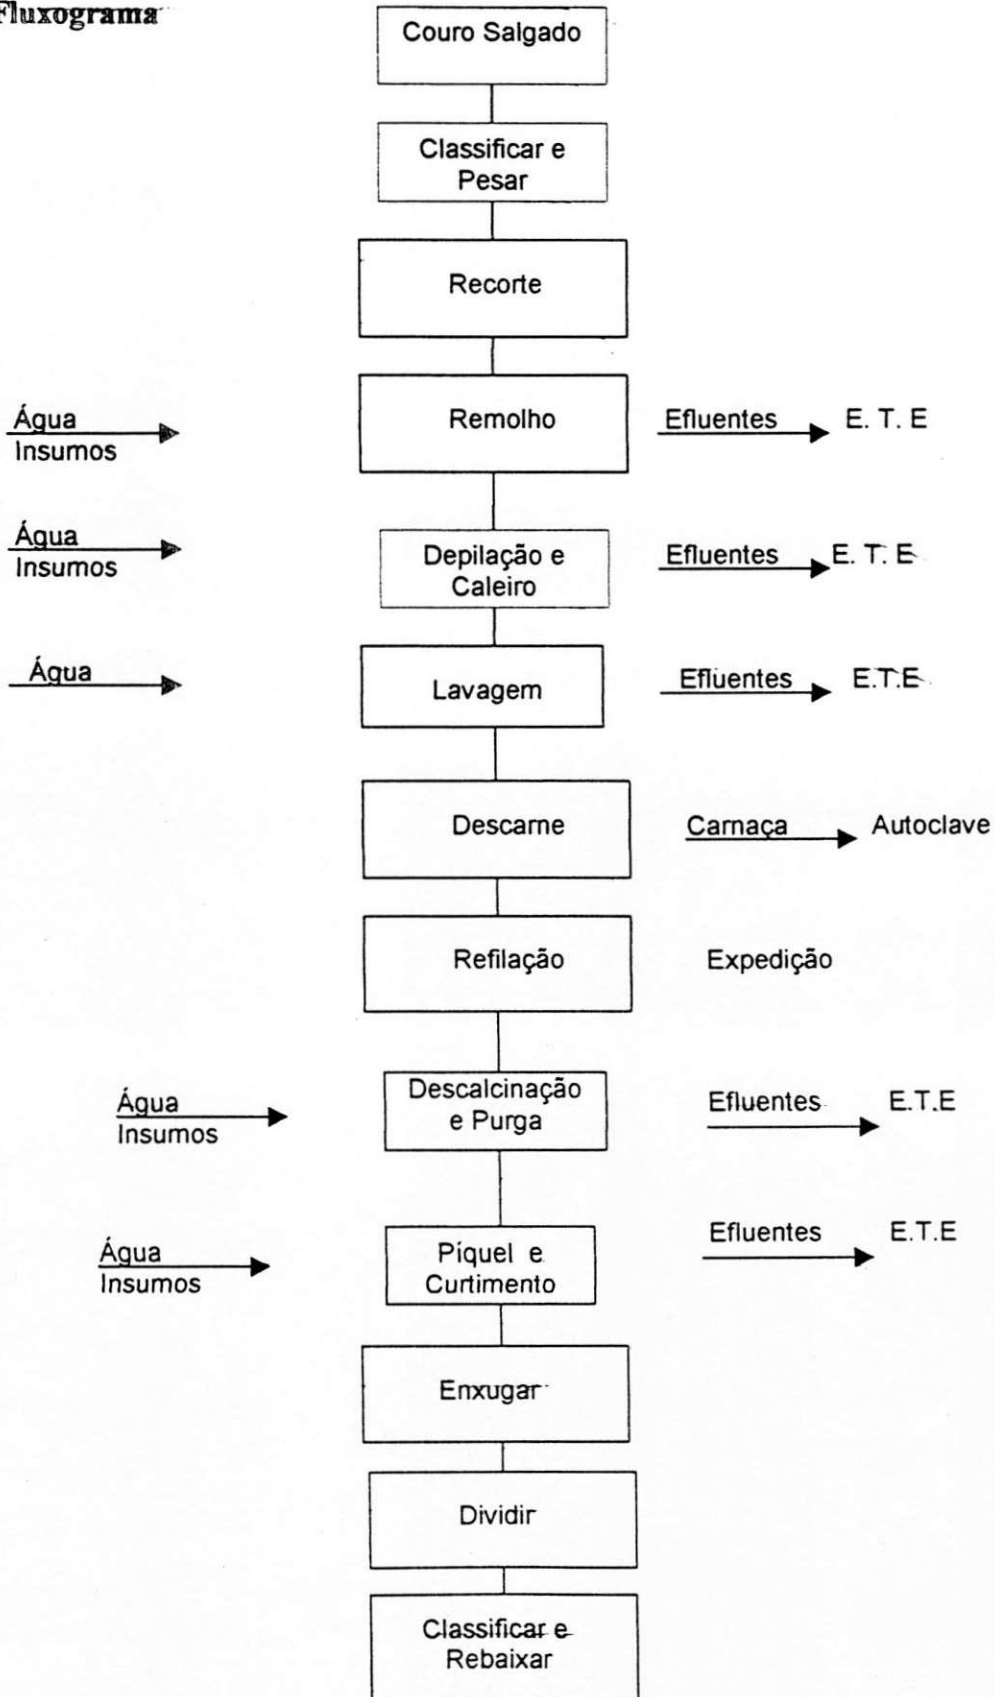 Fluxograma
Couro Salgado
Classificar e
Pesar
Recorte
Água
Insumos
Remolho
Efluentes
E. T. E
Água
Insumos
Depilação e
Caleiro
Efluentes
E. T. E
Água
Lavagem
Efluentes
E.T.E
Descarne
Carnaça
Autoclave
Refilação
Expedição
Água
Insumos
Descalcinação
e Purga
Efluentes
E.T.E
Água
Insumos
Píquel e
Curtimento
Efluentes
E.T.E
Enxugar
Dividir
Classificar e
Rebaixar